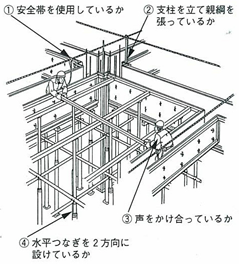 ① 安全帯を使用しているか
② 支柱を立て親綱を
張っているか
③ 声をかけ合っているか
④ 水平つなぎを2方向に
設けているか